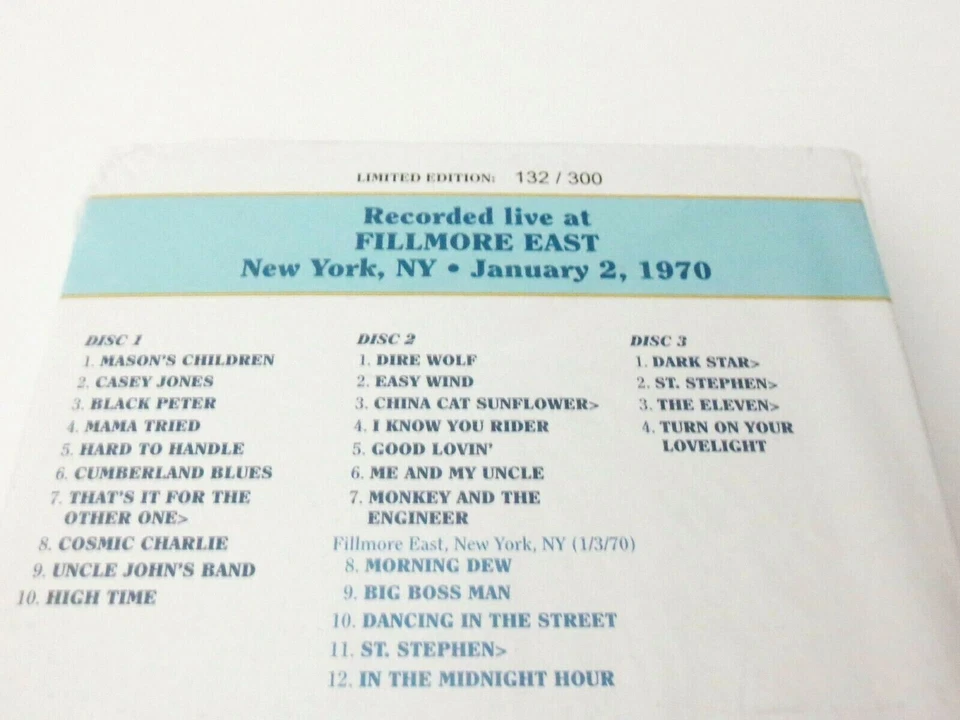 LIMITED EDITION: 132 / 300
Recorded live at
FILLMORE EAST
New York, NY • January 2, 1970
DISC 1
1. MASON'S CHILDREN
2. CASEY JONES
3. BLACK PETER
4. MAMA TRIED
5. HARD TO HANDLE
6. CUMBERLAND BLUES
7. THAT'S IT FOR THE
OTHER ONE>
8. COSMIC CHARLIE
9. UNCLE JOHN'S BAND
10. HIGH TIME
DISC 2
1. DIRE WOLF
2. EASY WIND
3. CHINA CAT SUNFLOWER>
4. I KNOW YOU RIDER
5. GOOD LOVIN'
6. ME AND MY UNCLE
7. MONKEY AND THE
ENGINEER
Fillmore East, New York, NY (1/3/70)
8. MORNING DEW
9. BIG BOSS MAN
10. DANCING IN THE STREET
11. ST. STEPHEN>
12. IN THE MIDNIGHT HOUR
DISC 3
1. DARK STAR>
2. ST. STEPHEN>
3. THE ELEVEN>
4. TURN ON YOUR
LOVELIGHT